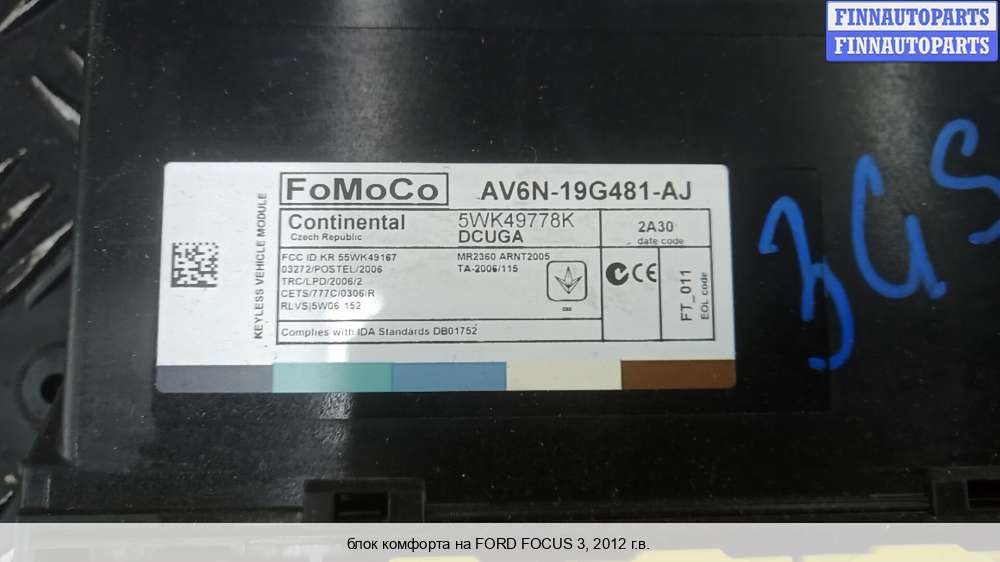 FINNAUTOPARTS
FINNAUTOPARTS
FoMoCo AV6N-19G481-AJ
KEYLESS VEHICLE MODULE
Continental
Czech Republic
5WK49778K
DCUGA
2A30
date code
FCC ID:KR 55WK49167
03272/POSTEL/2006
TRC/LPD/2006/2
CETS/777C/0306/R
RLVS|5W06 152
MR2360 ARNT2005
TA-2006/115
CE
FT_011
EOL code
Complies with IDA Standards DB01752
блок комфорта на FORD FOCUS 3, 2012 г.в.